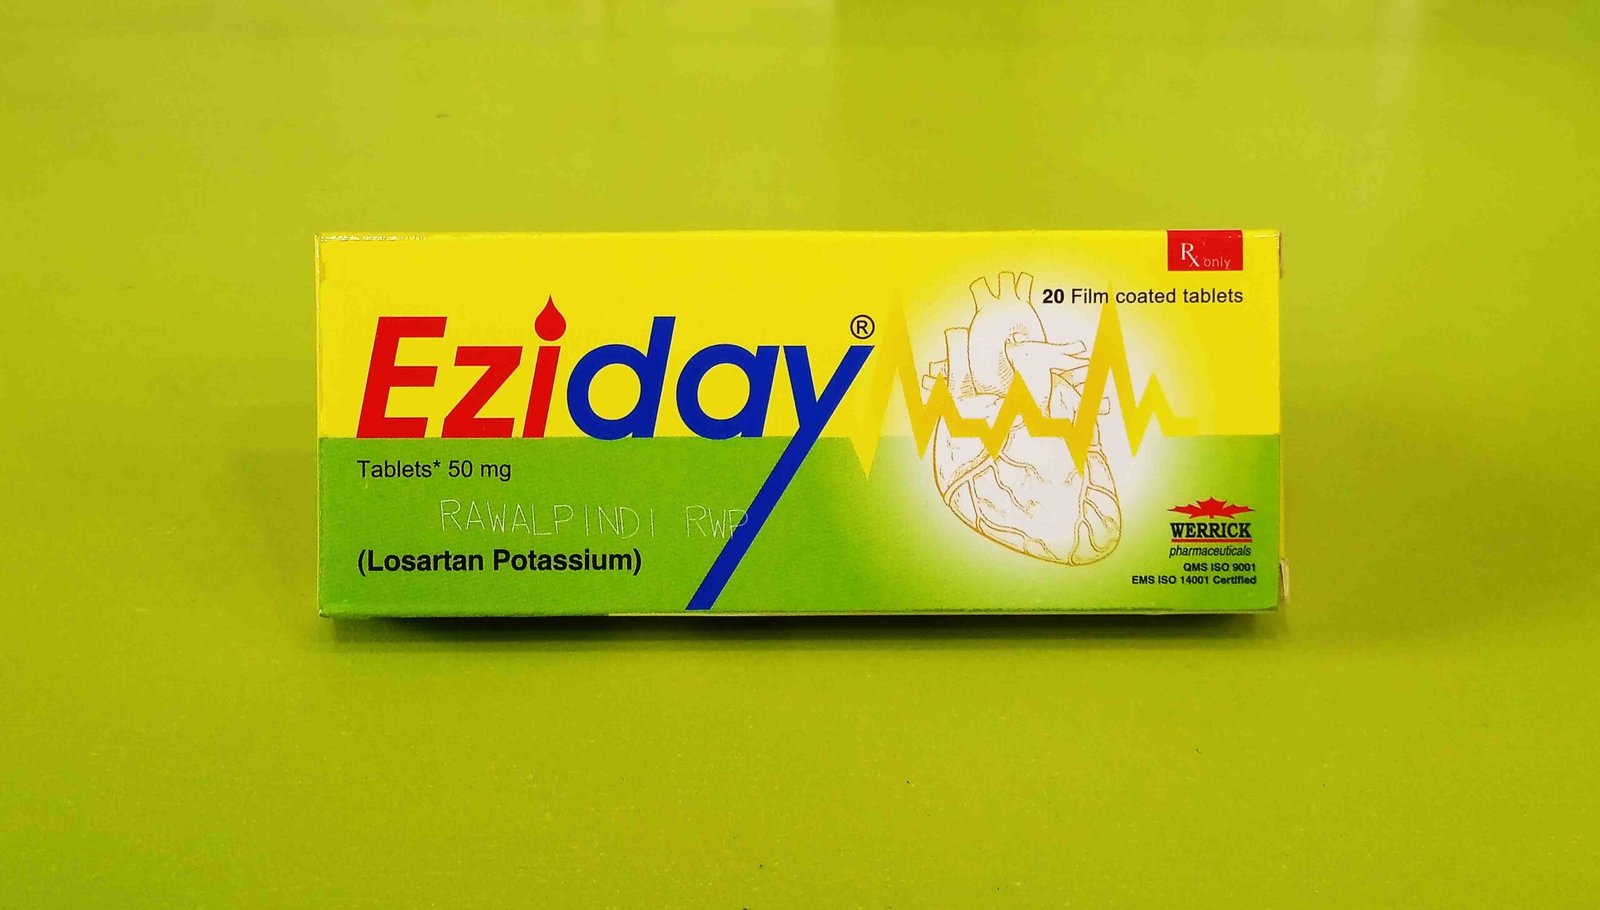 Rx only
20 Film coated tablets
Eziday®
Tablets* 50 mg
RAWALPINDI RWP
(Losartan Potassium)
WERRICK
pharmaceuticals
QMS ISO 9001
EMS ISO 14001 Certified